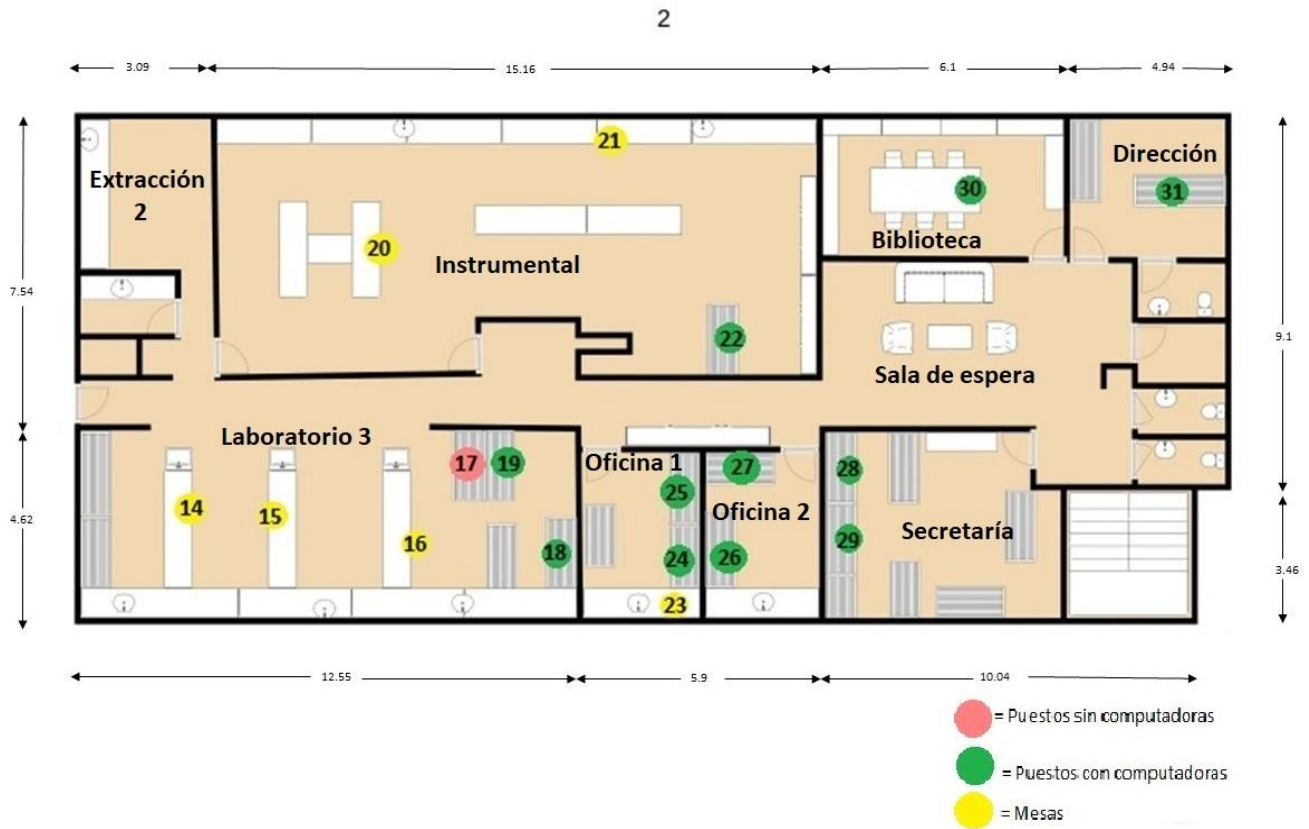 2
3.09
15.16
6.1
4.94
Extracción
2
21
Dirección
31
30
Biblioteca
20
Instrumental
7.54
9.1
22
Sala de espera
Laboratorio 3
17
19
Oficina 1
27
28
14
15
16
25
Oficina 2
18
24
26
29
Secretaría
4.62
3.46
23
12.55
5.9
10.04
= Puestos sin computadoras
= Puestos con computadoras
= Mesas